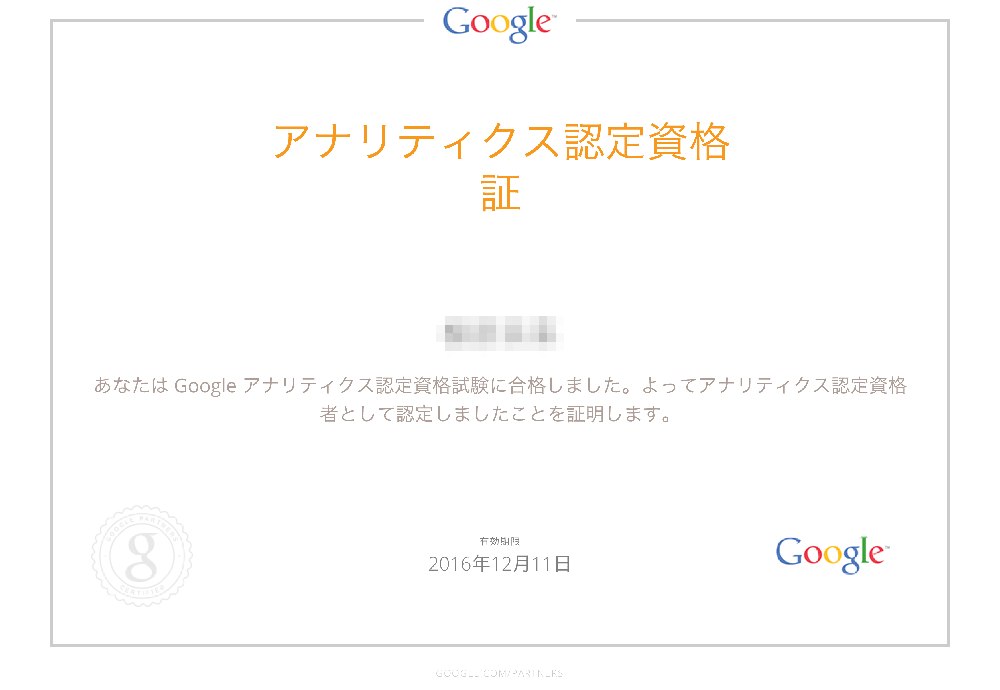 Google™
アナリティクス認定資格
証
あなたは Google アナリティクス認定資格試験に合格しました。よってアナリティクス認定資格
者として認定しましたことを証明します。
GOOGLE PARTNERS
g
CERTIFIED
有効期限
2016年12月11日
Google™
GOOGLE.COM/PARTNERS